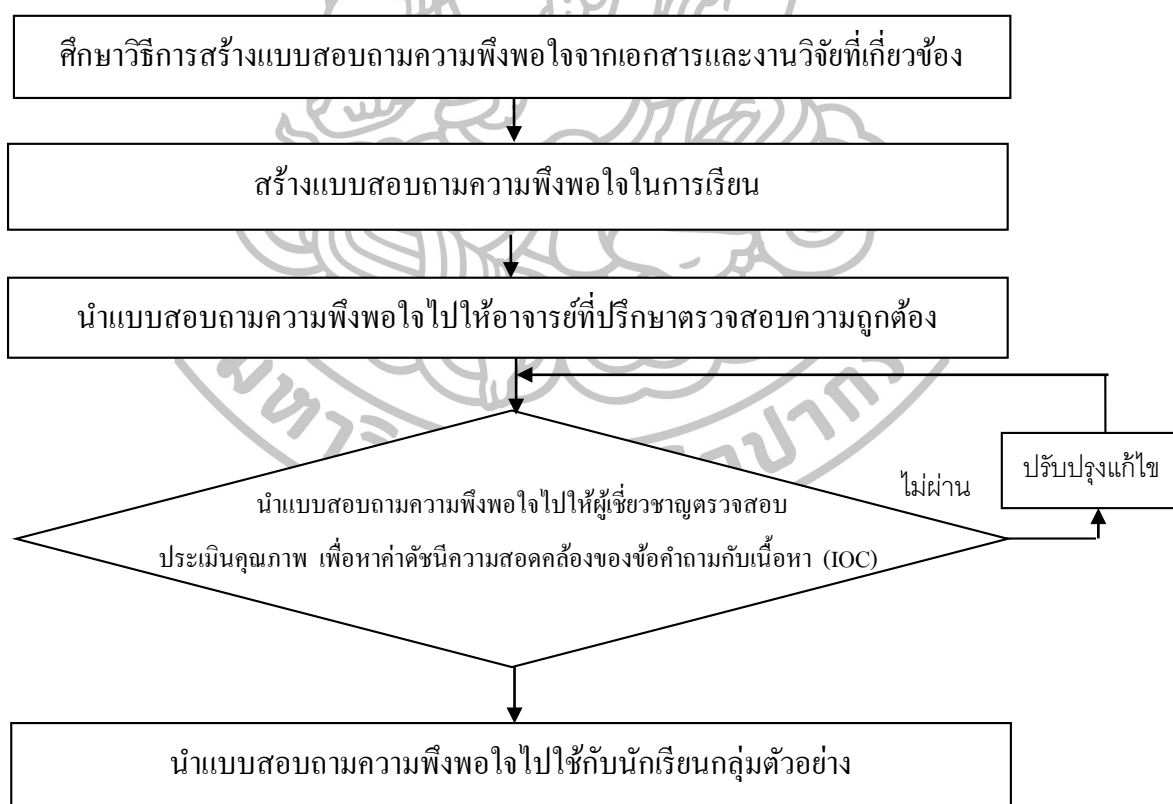 ศึกษาวิธีการสร้างแบบสอบถามความพึงพอใจจากเอกสารและงานวิจัยที่เกี่ยวข้อง
สร้างแบบสอบถามความพึงพอใจในการเรียน
นำแบบสอบถามความพึงพอใจไปให้อาจารย์ที่ปรึกษาตรวจสอบความถูกต้อง
ปรับปรุงแก้ไข
ไม่ผ่าน
นำแบบสอบถามความพึงพอใจไปให้ผู้เชี่ยวชาญตรวจสอบ
ประเมินคุณภาพ เพื่อหาค่าดัชนีความสอดคล้องของข้อคำถามกับเนื้อหา (IOC)
นำแบบสอบถามความพึงพอใจไปใช้กับนักเรียนกลุ่มตัวอย่าง